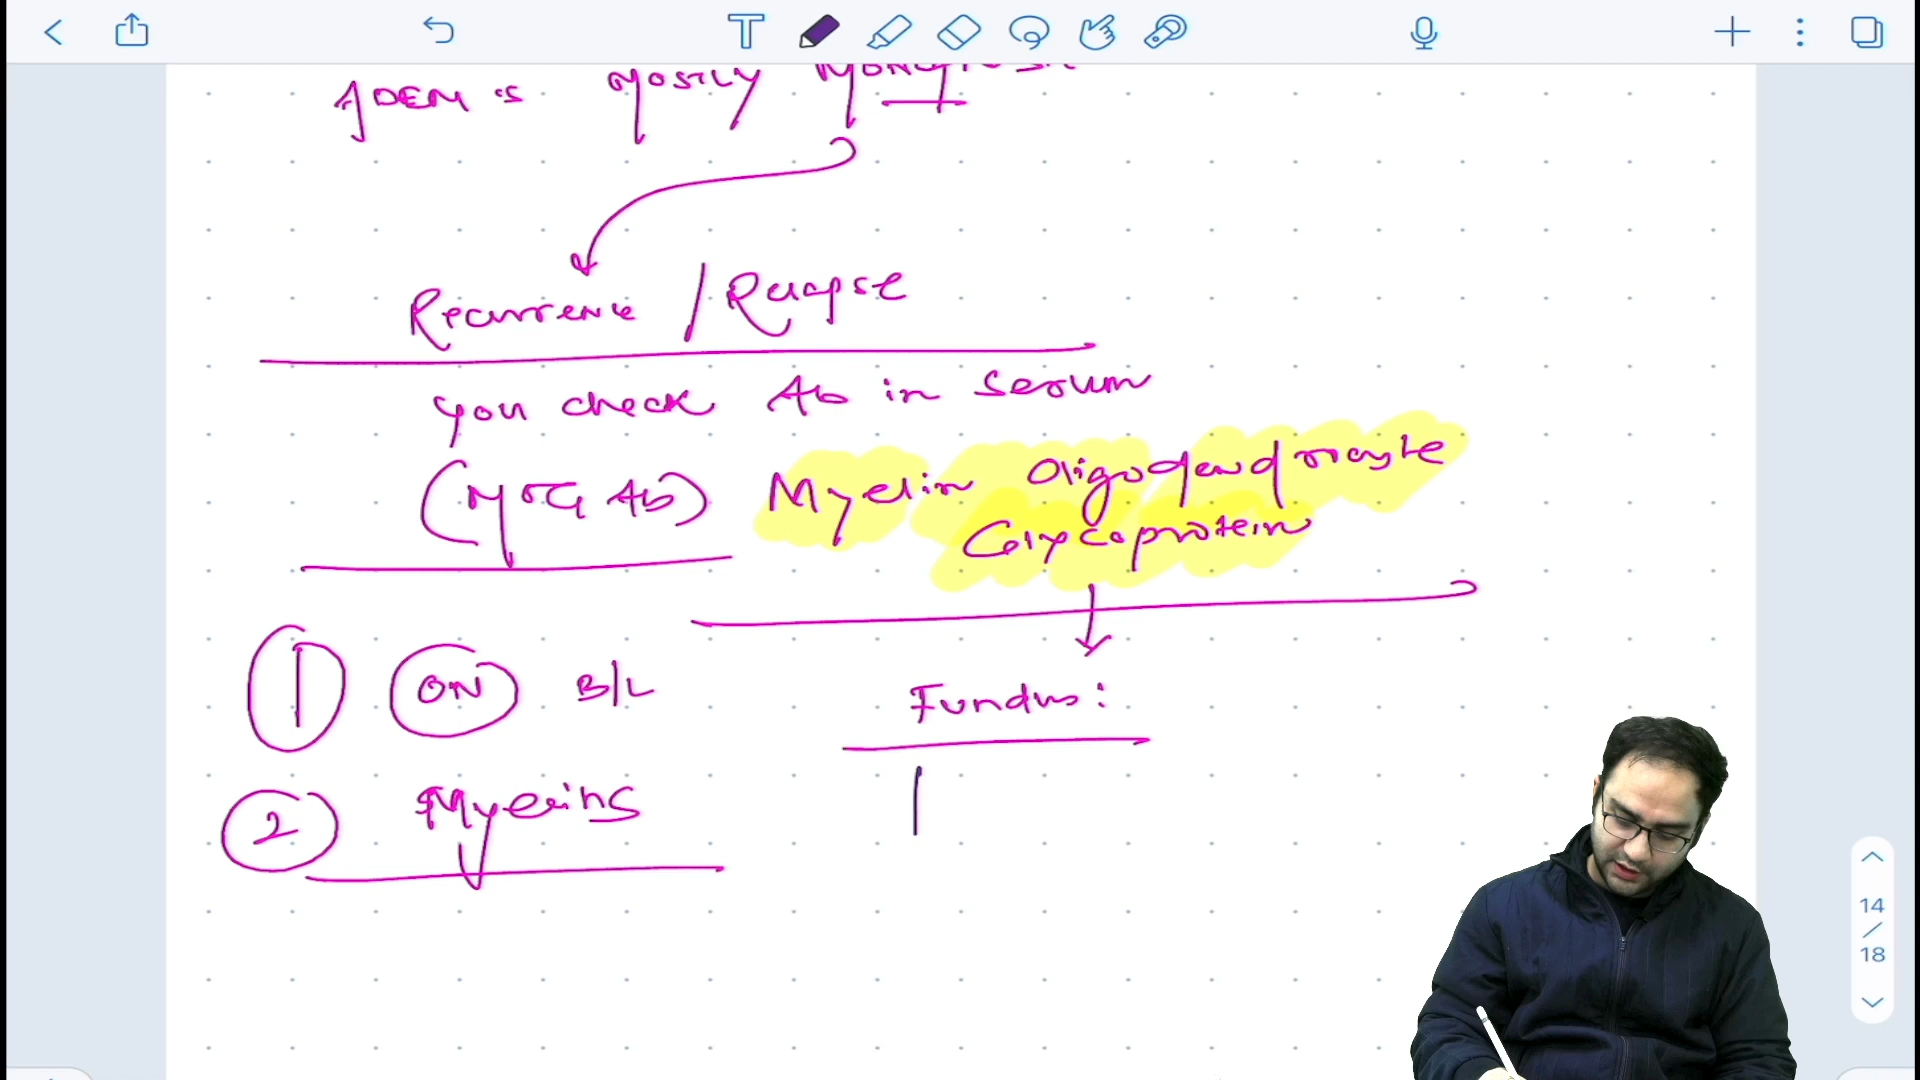 ADEM is mostly
Recurrence / Relapse
you check Ab in serum
(MOG Ab) Myelin Oligodendrocyte
Glycoprotein
1 ON B/L
Fundus:
2
14
/
18